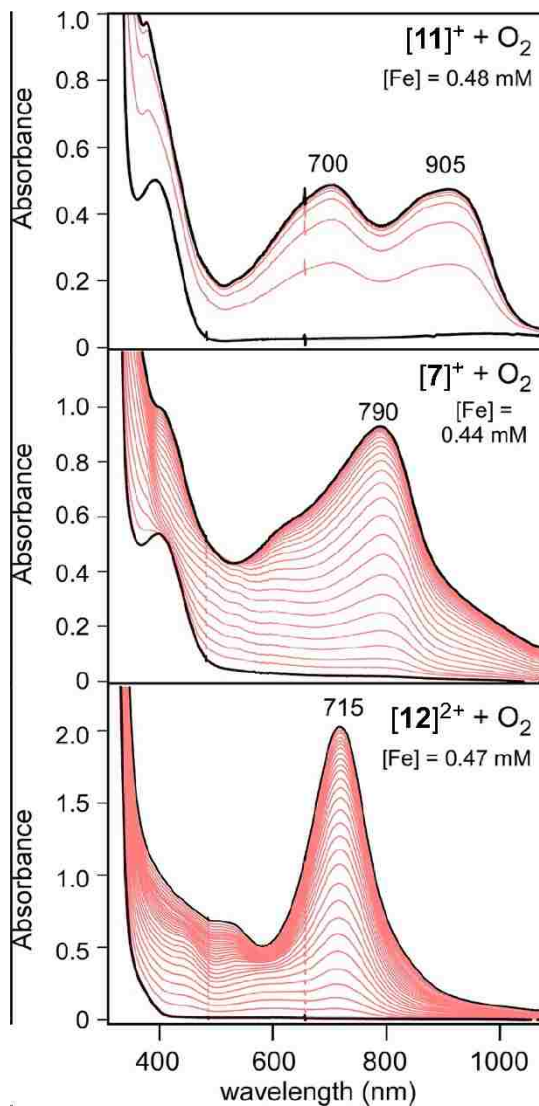 [11]⁺ + O₂
[Fe] = 0.48 mM
1.0
0.8
0.6
0.4
0.2
0
Absorbance
700
905
[7]⁺ + O₂
[Fe] =
0.44 mM
1.0
0.8
0.6
0.4
0.2
0
Absorbance
790
[12]²⁺ + O₂
[Fe] = 0.47 mM
2.0
1.5
1.0
0.5
0
Absorbance
715
400 600 800 1000
wavelength (nm)